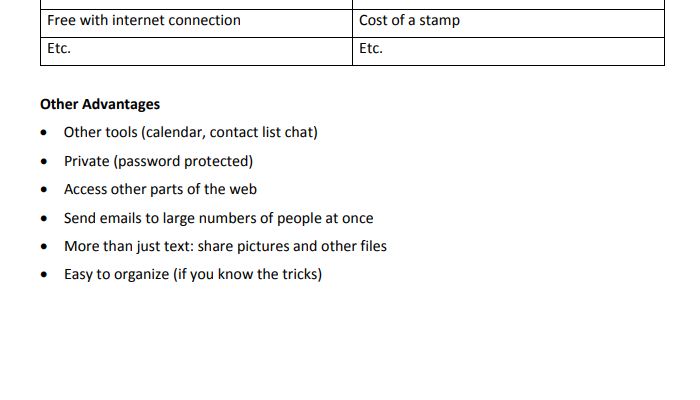 Free with internet connection Cost of a stamp
Etc. Etc.
Other Advantages
• Other tools (calendar, contact list chat)
• Private (password protected)
• Access other parts of the web
• Send emails to large numbers of people at once
• More than just text: share pictures and other files
• Easy to organize (if you know the tricks)